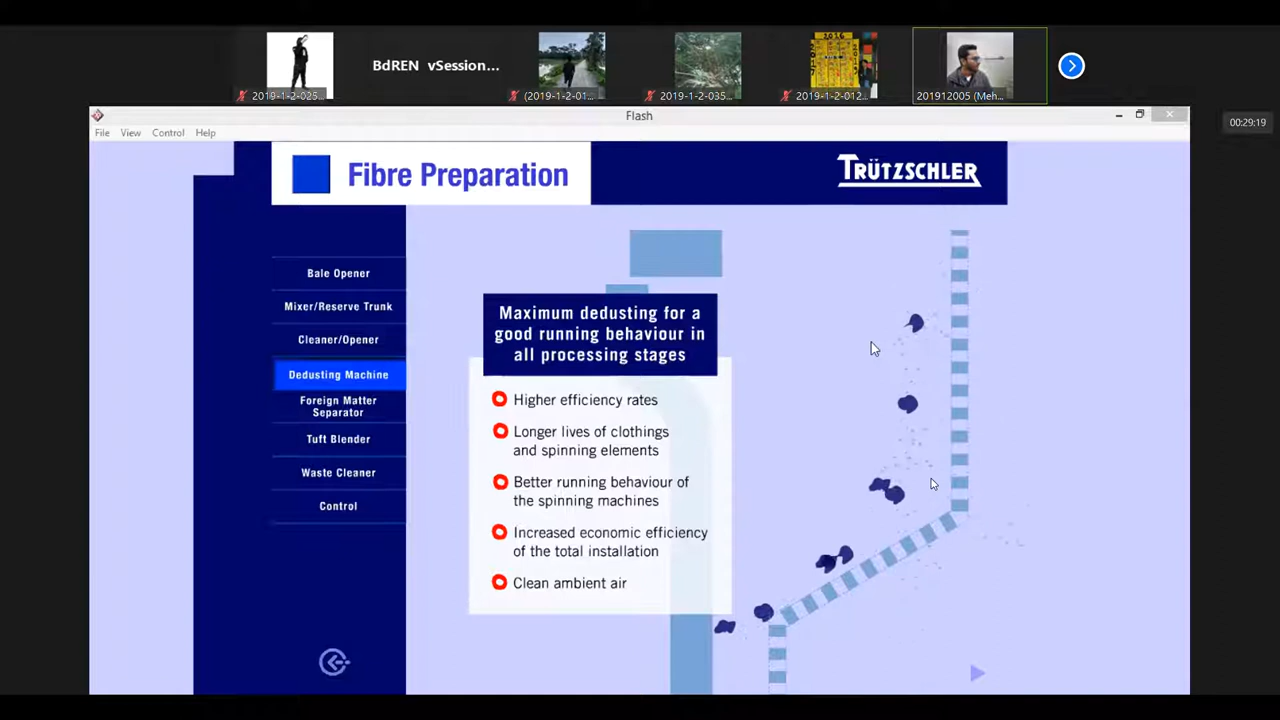 2019-1-2-025...
BdREN vSession...
(2019-1-2-01...
2019-1-2-035...
2019-1-2-012...
201912005 (Meh...
00:29:19
Flash
File View Control Help
Fibre Preparation
TRÜTZSCHLER
Bale Opener
Mixer/Reserve Trunk
Cleaner/Opener
Dedusting Machine
Foreign Matter
Separator
Tuft Blender
Waste Cleaner
Control
Maximum dedusting for a
good running behaviour in
all processing stages
Higher efficiency rates
Longer lives of clothings
and spinning elements
Better running behaviour of
the spinning machines
Increased economic efficiency
of the total installation
Clean ambient air